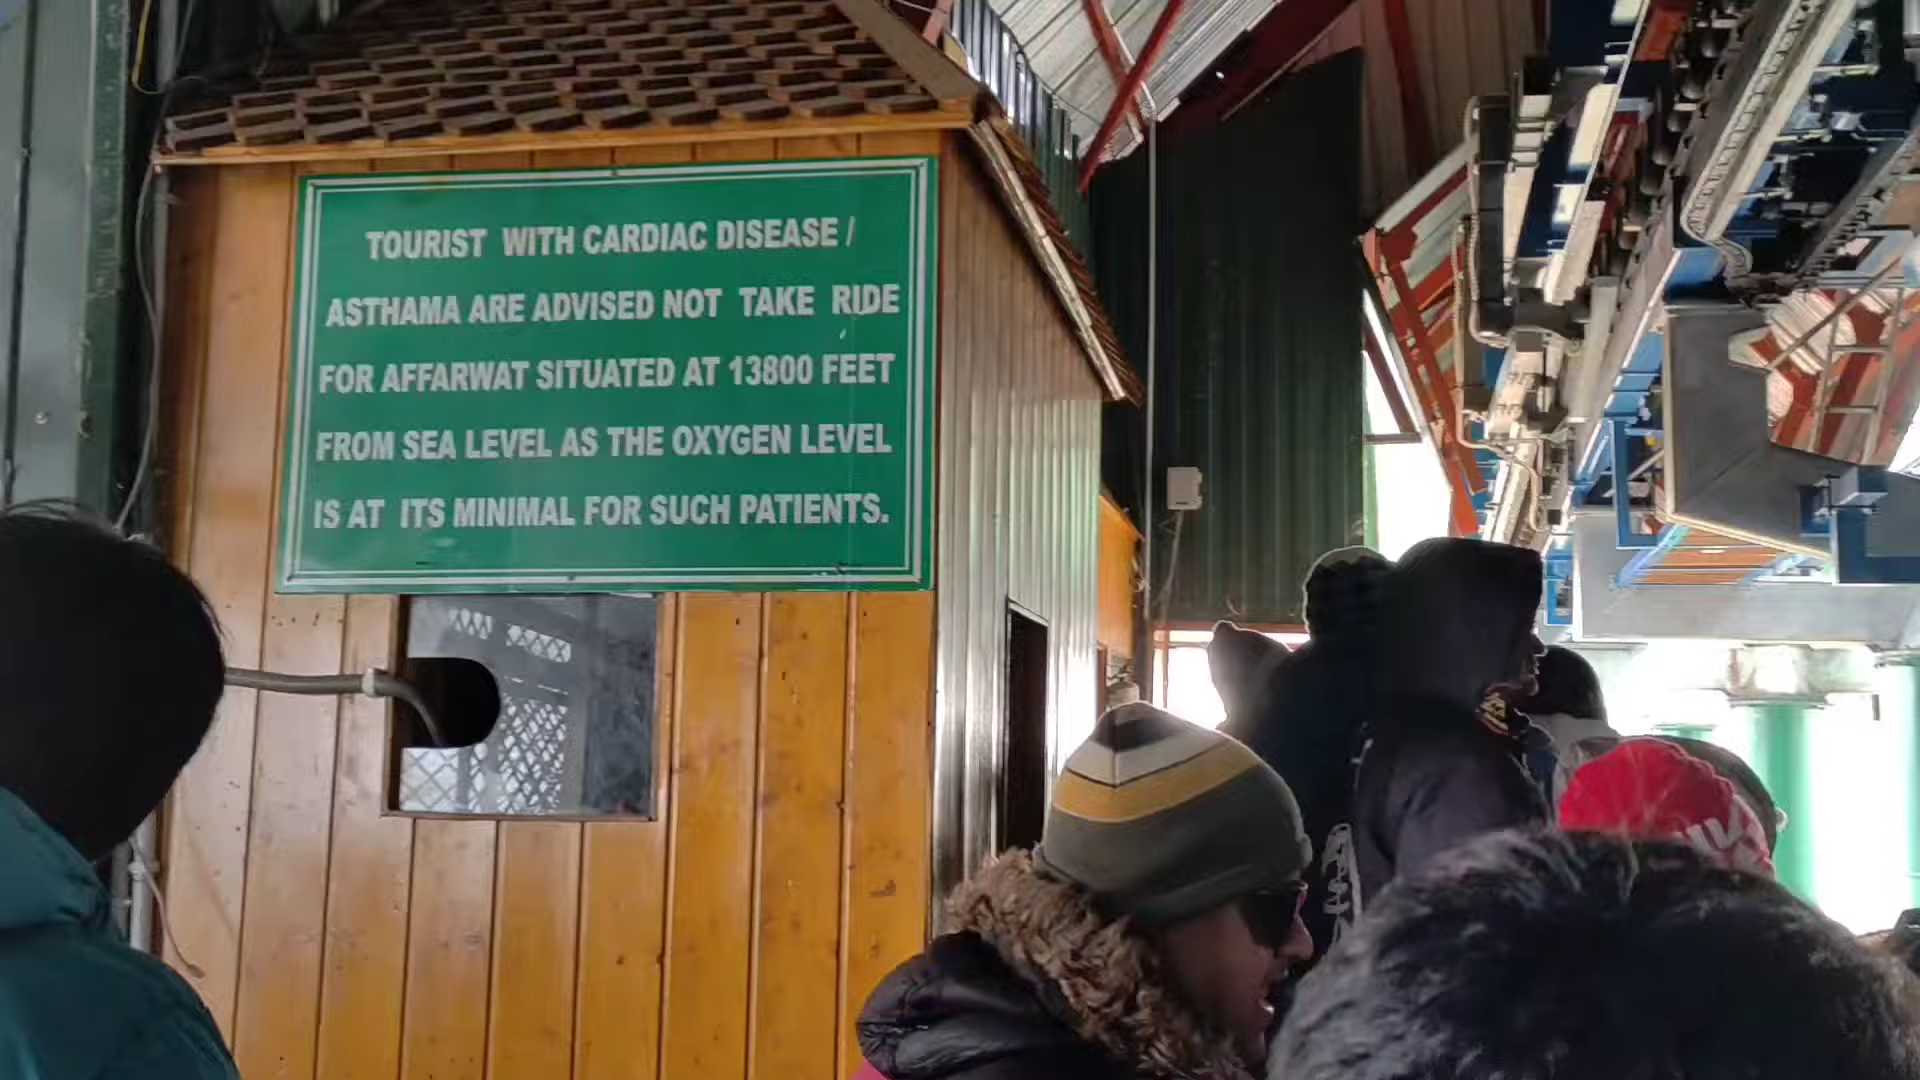 TOURIST WITH CARDIAC DISEASE /
ASTHAMA ARE ADVISED NOT TAKE RIDE
FOR AFFARWAT SITUATED AT 13800 FEET
FROM SEA LEVEL AS THE OXYGEN LEVEL
IS AT ITS MINIMAL FOR SUCH PATIENTS.